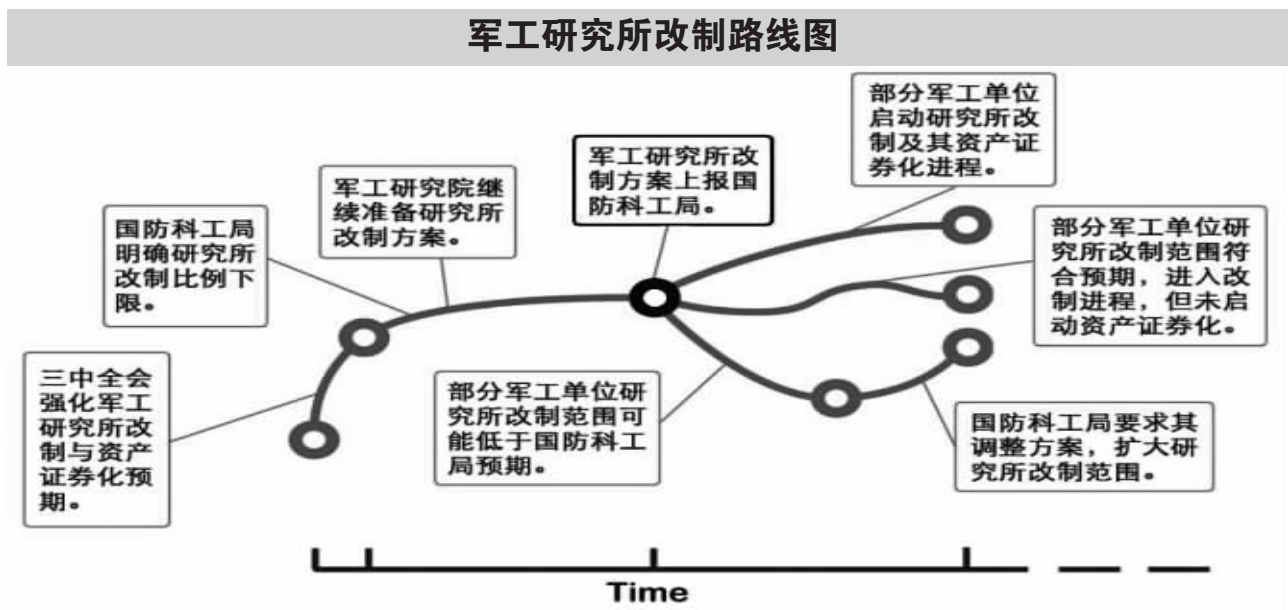 军工研究所改制路线图
部分军工单位
启动研究所改
制及其资产证
券化进程。
军工研究所改
制方案上报国
防科工局。
军工研究院继
续准备研究所
改制方案。
国防科工局
明确研究所
改制比例下
限。
部分军工单位研
究所改制范围符
合预期，进入改
制进程，但未启
动资产证券化。
三中全会
强化军工
研究所改
制与资产
证券化预
期。
部分军工单位研
究所改制范围可
能低于国防科工
局预期。
国防科工局要求其
调整方案，扩大研
究所改制范围。
Time